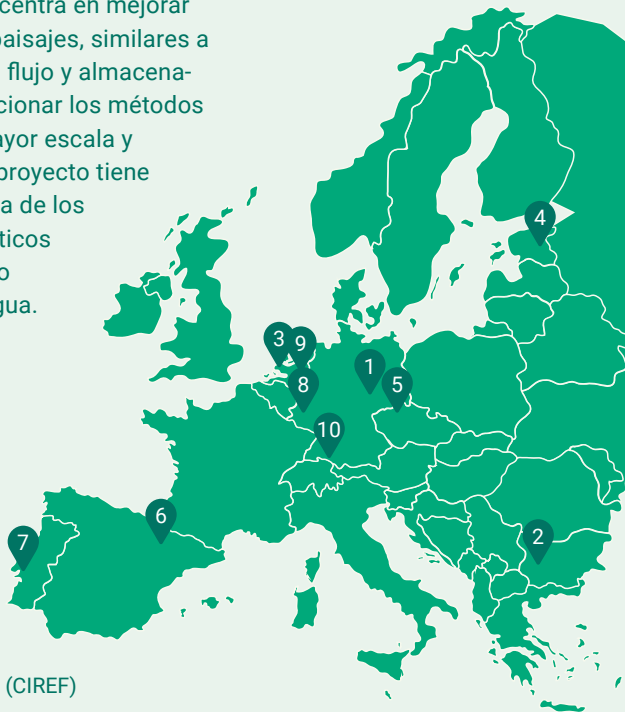 centra en mejorar
paisajes, similares a
flujo y almacena-
cionar los métodos
ayor escala y
proyecto tiene
a de los
ticos
o
gua.
4
3 9
1
8 5
10
6
7
2
(CIREF)